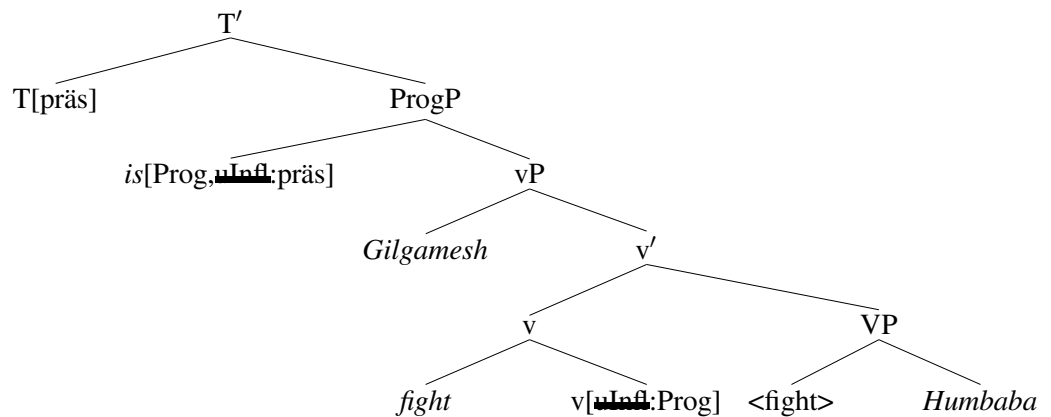 T′
T[präs] ProgP
is[Prog,uInfl:präs] vP
Gilgamesh v′
v VP
fight v[uInfl:Prog] <fight> Humbaba